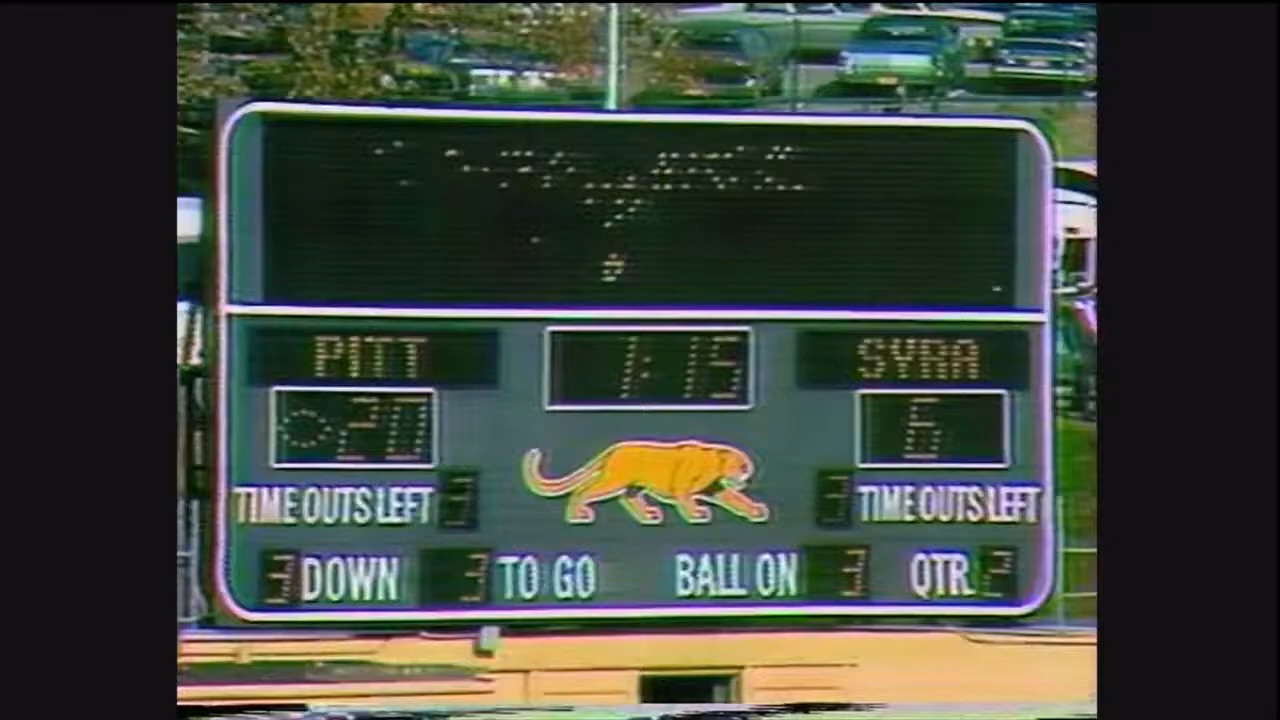 PITT 1:15 SYRA
20 6
TIME OUTS LEFT 3 3 TIME OUTS LEFT
3 DOWN 3 TO GO BALL ON 3 QTR 2